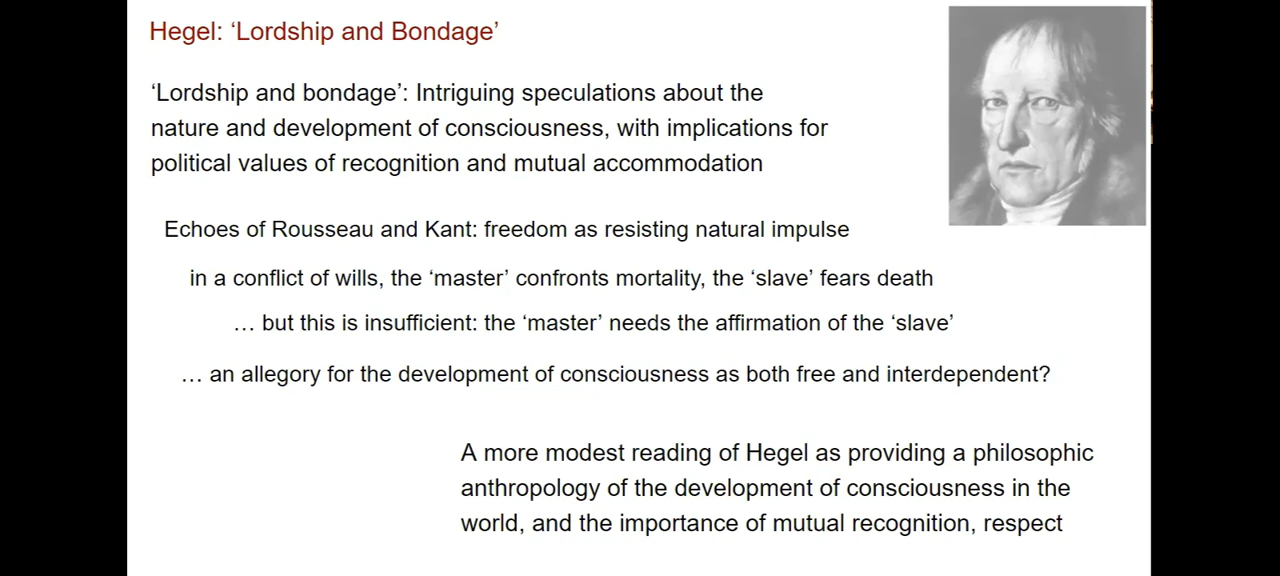 Hegel: ‘Lordship and Bondage’
‘Lordship and bondage’: Intriguing speculations about the
nature and development of consciousness, with implications for
political values of recognition and mutual accommodation
Echoes of Rousseau and Kant: freedom as resisting natural impulse
in a conflict of wills, the ‘master’ confronts mortality, the ‘slave’ fears death
… but this is insufficient: the ‘master’ needs the affirmation of the ‘slave’
… an allegory for the development of consciousness as both free and interdependent?
A more modest reading of Hegel as providing a philosophic
anthropology of the development of consciousness in the
world, and the importance of mutual recognition, respect